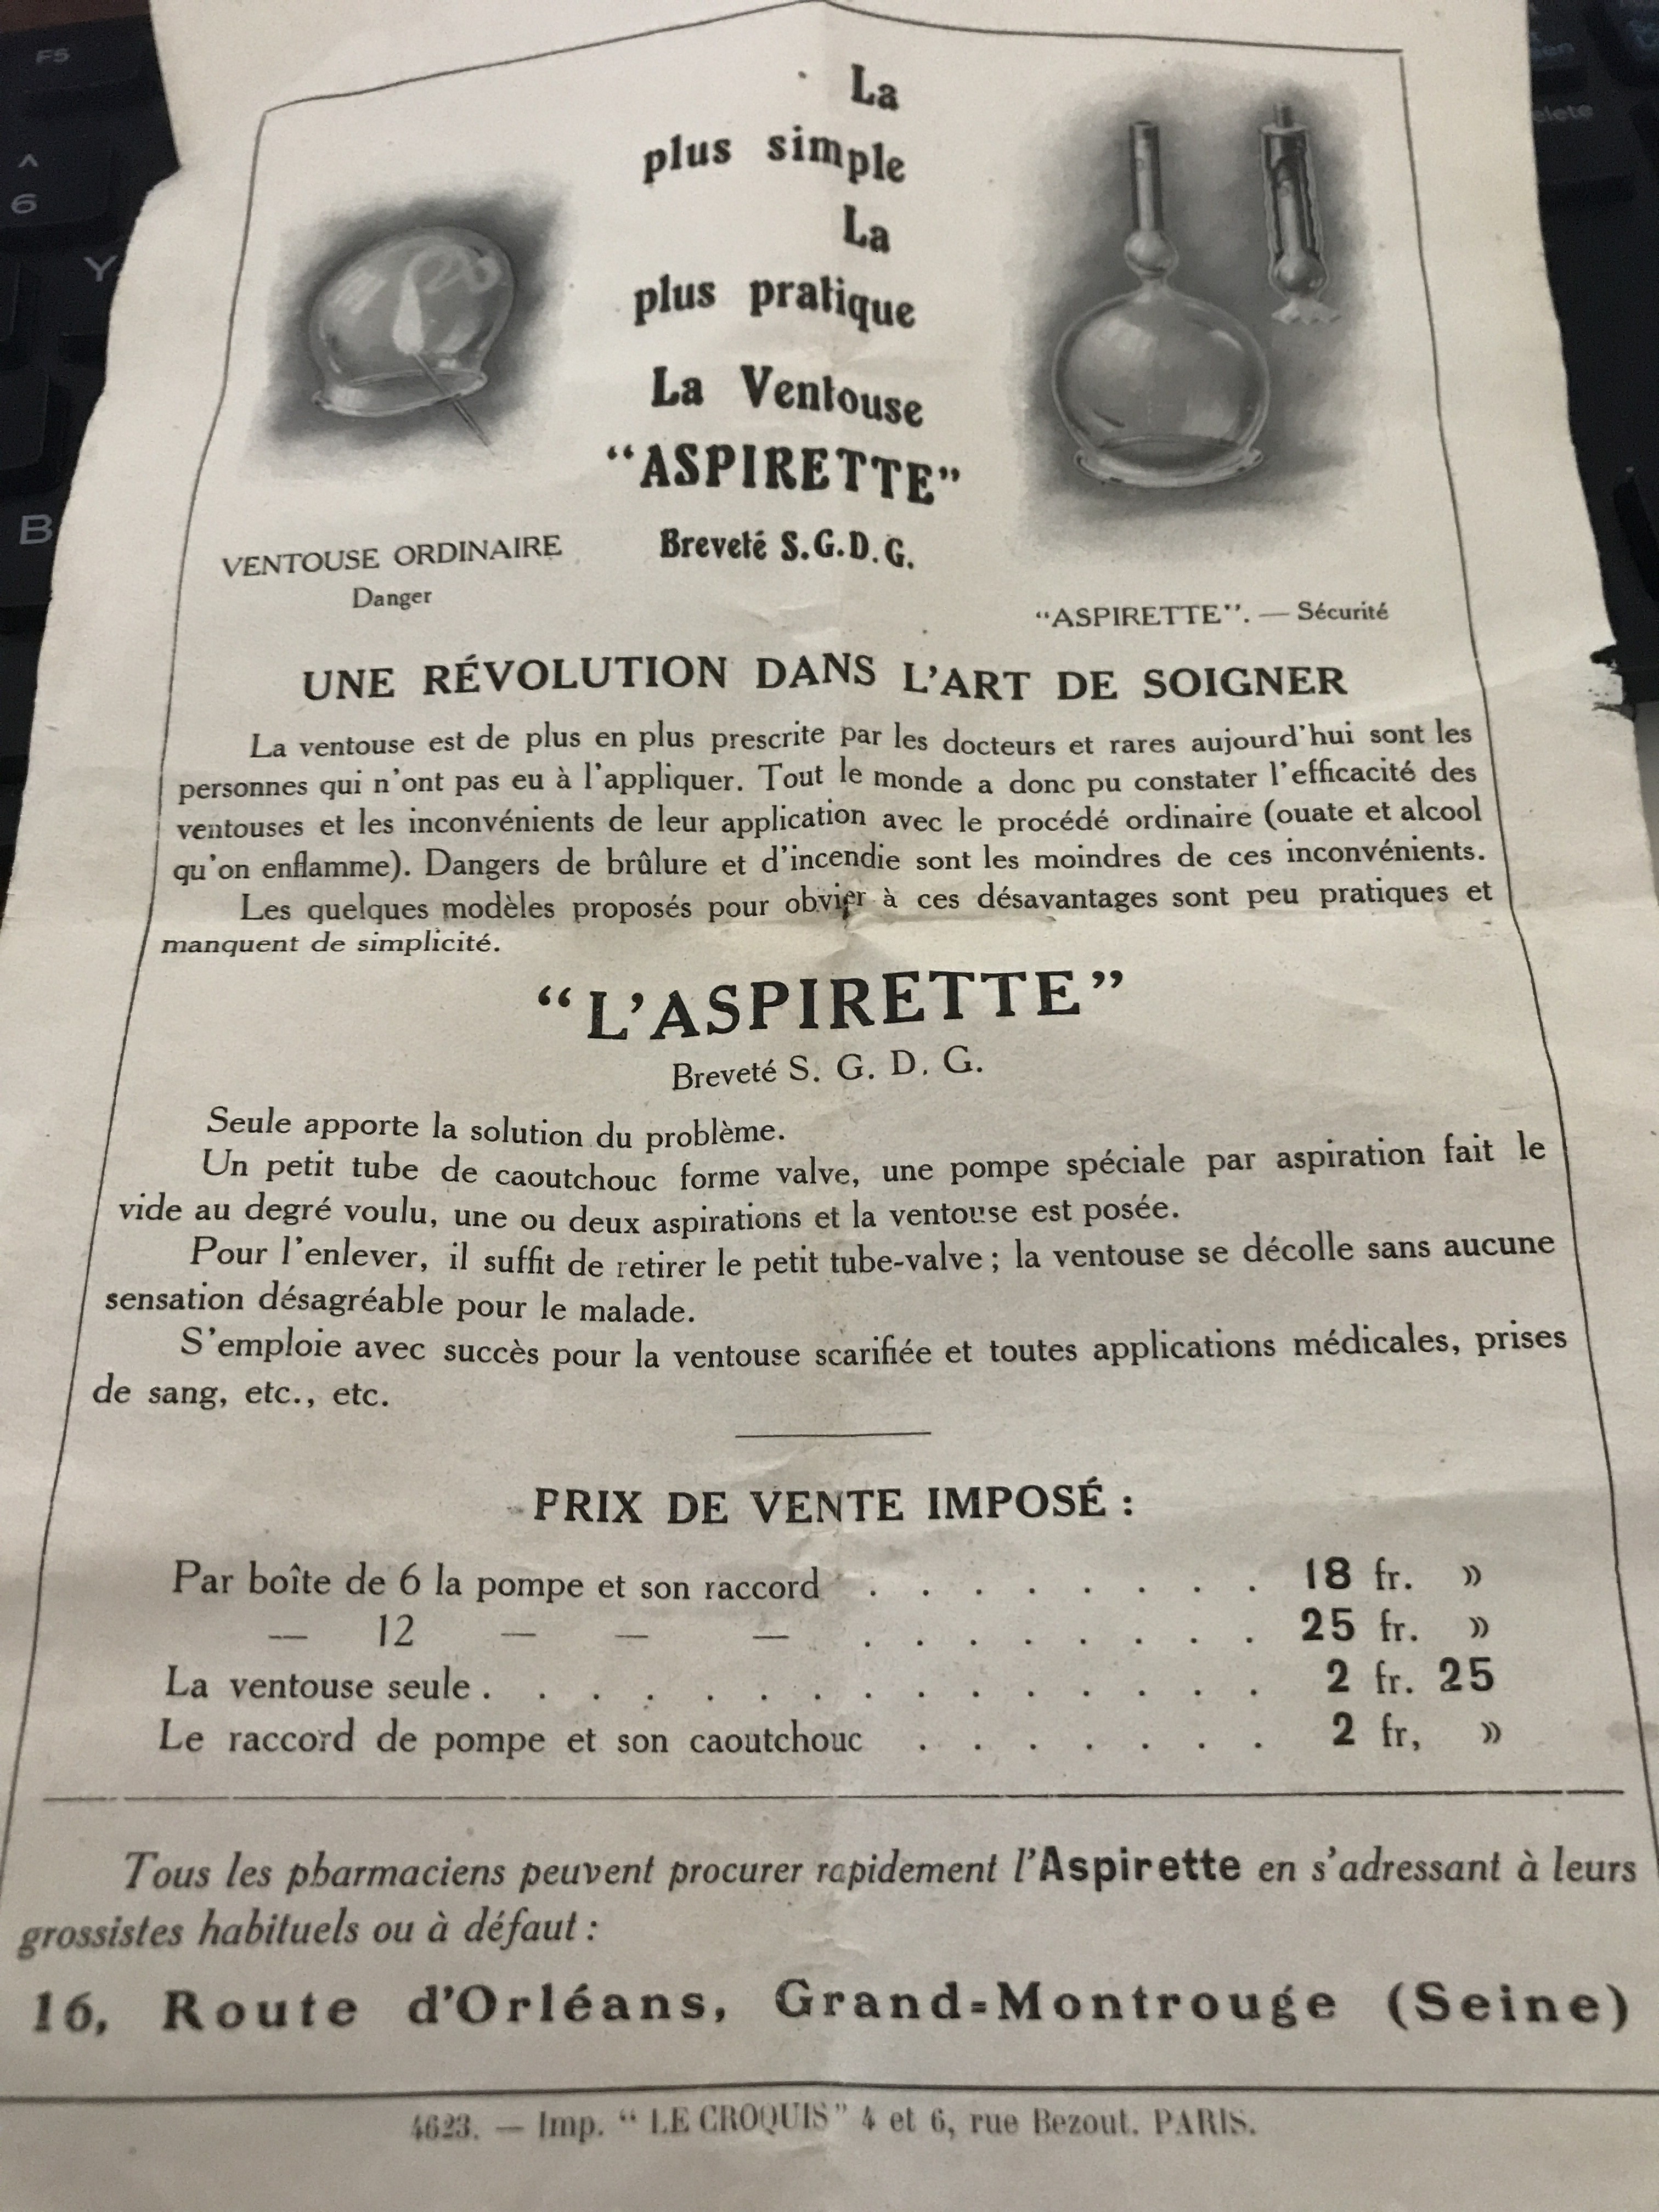 F5
^
6
Y
B
elete
La
plus simple
La
plus pratique
La Ventouse
“ASPIRETTE”
Breveté S.G.D.G.
VENTOUSE ORDINAIRE
Danger
“ASPIRETTE”. — Sécurité
UNE RÉVOLUTION DANS L'ART DE SOIGNER
La ventouse est de plus en plus prescrite par les docteurs et rares aujourd'hui sont les
personnes qui n'ont pas eu à l'appliquer. Tout le monde a donc pu constater l'efficacité des
ventouses et les inconvénients de leur application avec le procédé ordinaire (ouate et alcool
qu'on enflamme). Dangers de brûlure et d'incendie sont les moindres de ces inconvénients.
Les quelques modèles proposés pour obvier à ces désavantages sont peu pratiques et
manquent de simplicité.
“L'ASPIRETTE”
Breveté S. G. D. G.
Seule apporte la solution du problème.
Un petit tube de caoutchouc forme valve, une pompe spéciale par aspiration fait le
vide au degré voulu, une ou deux aspirations et la ventouse est posée.
Pour l'enlever, il suffit de retirer le petit tube-valve ; la ventouse se décolle sans aucune
sensation désagréable pour le malade.
S'emploie avec succès pour la ventouse scarifiée et toutes applications médicales, prises
de sang, etc., etc.
PRIX DE VENTE IMPOSÉ :
Par boîte de 6 la pompe et son raccord . . . . . . . . 18 fr. »
— 12 — — — . . . . . . . . 25 fr. »
La ventouse seule . . . . . . . . . . . . . . . 2 fr. 25
Le raccord de pompe et son caoutchouc . . . . . . . 2 fr, »
Tous les pharmaciens peuvent procurer rapidement l'Aspirette en s'adressant à leurs
grossistes habituels ou à défaut :
16, Route d'Orléans, Grand-Montrouge (Seine)
4623. — Imp. “ LE CROQUIS” 4 et 6, rue Bezout. PARIS.